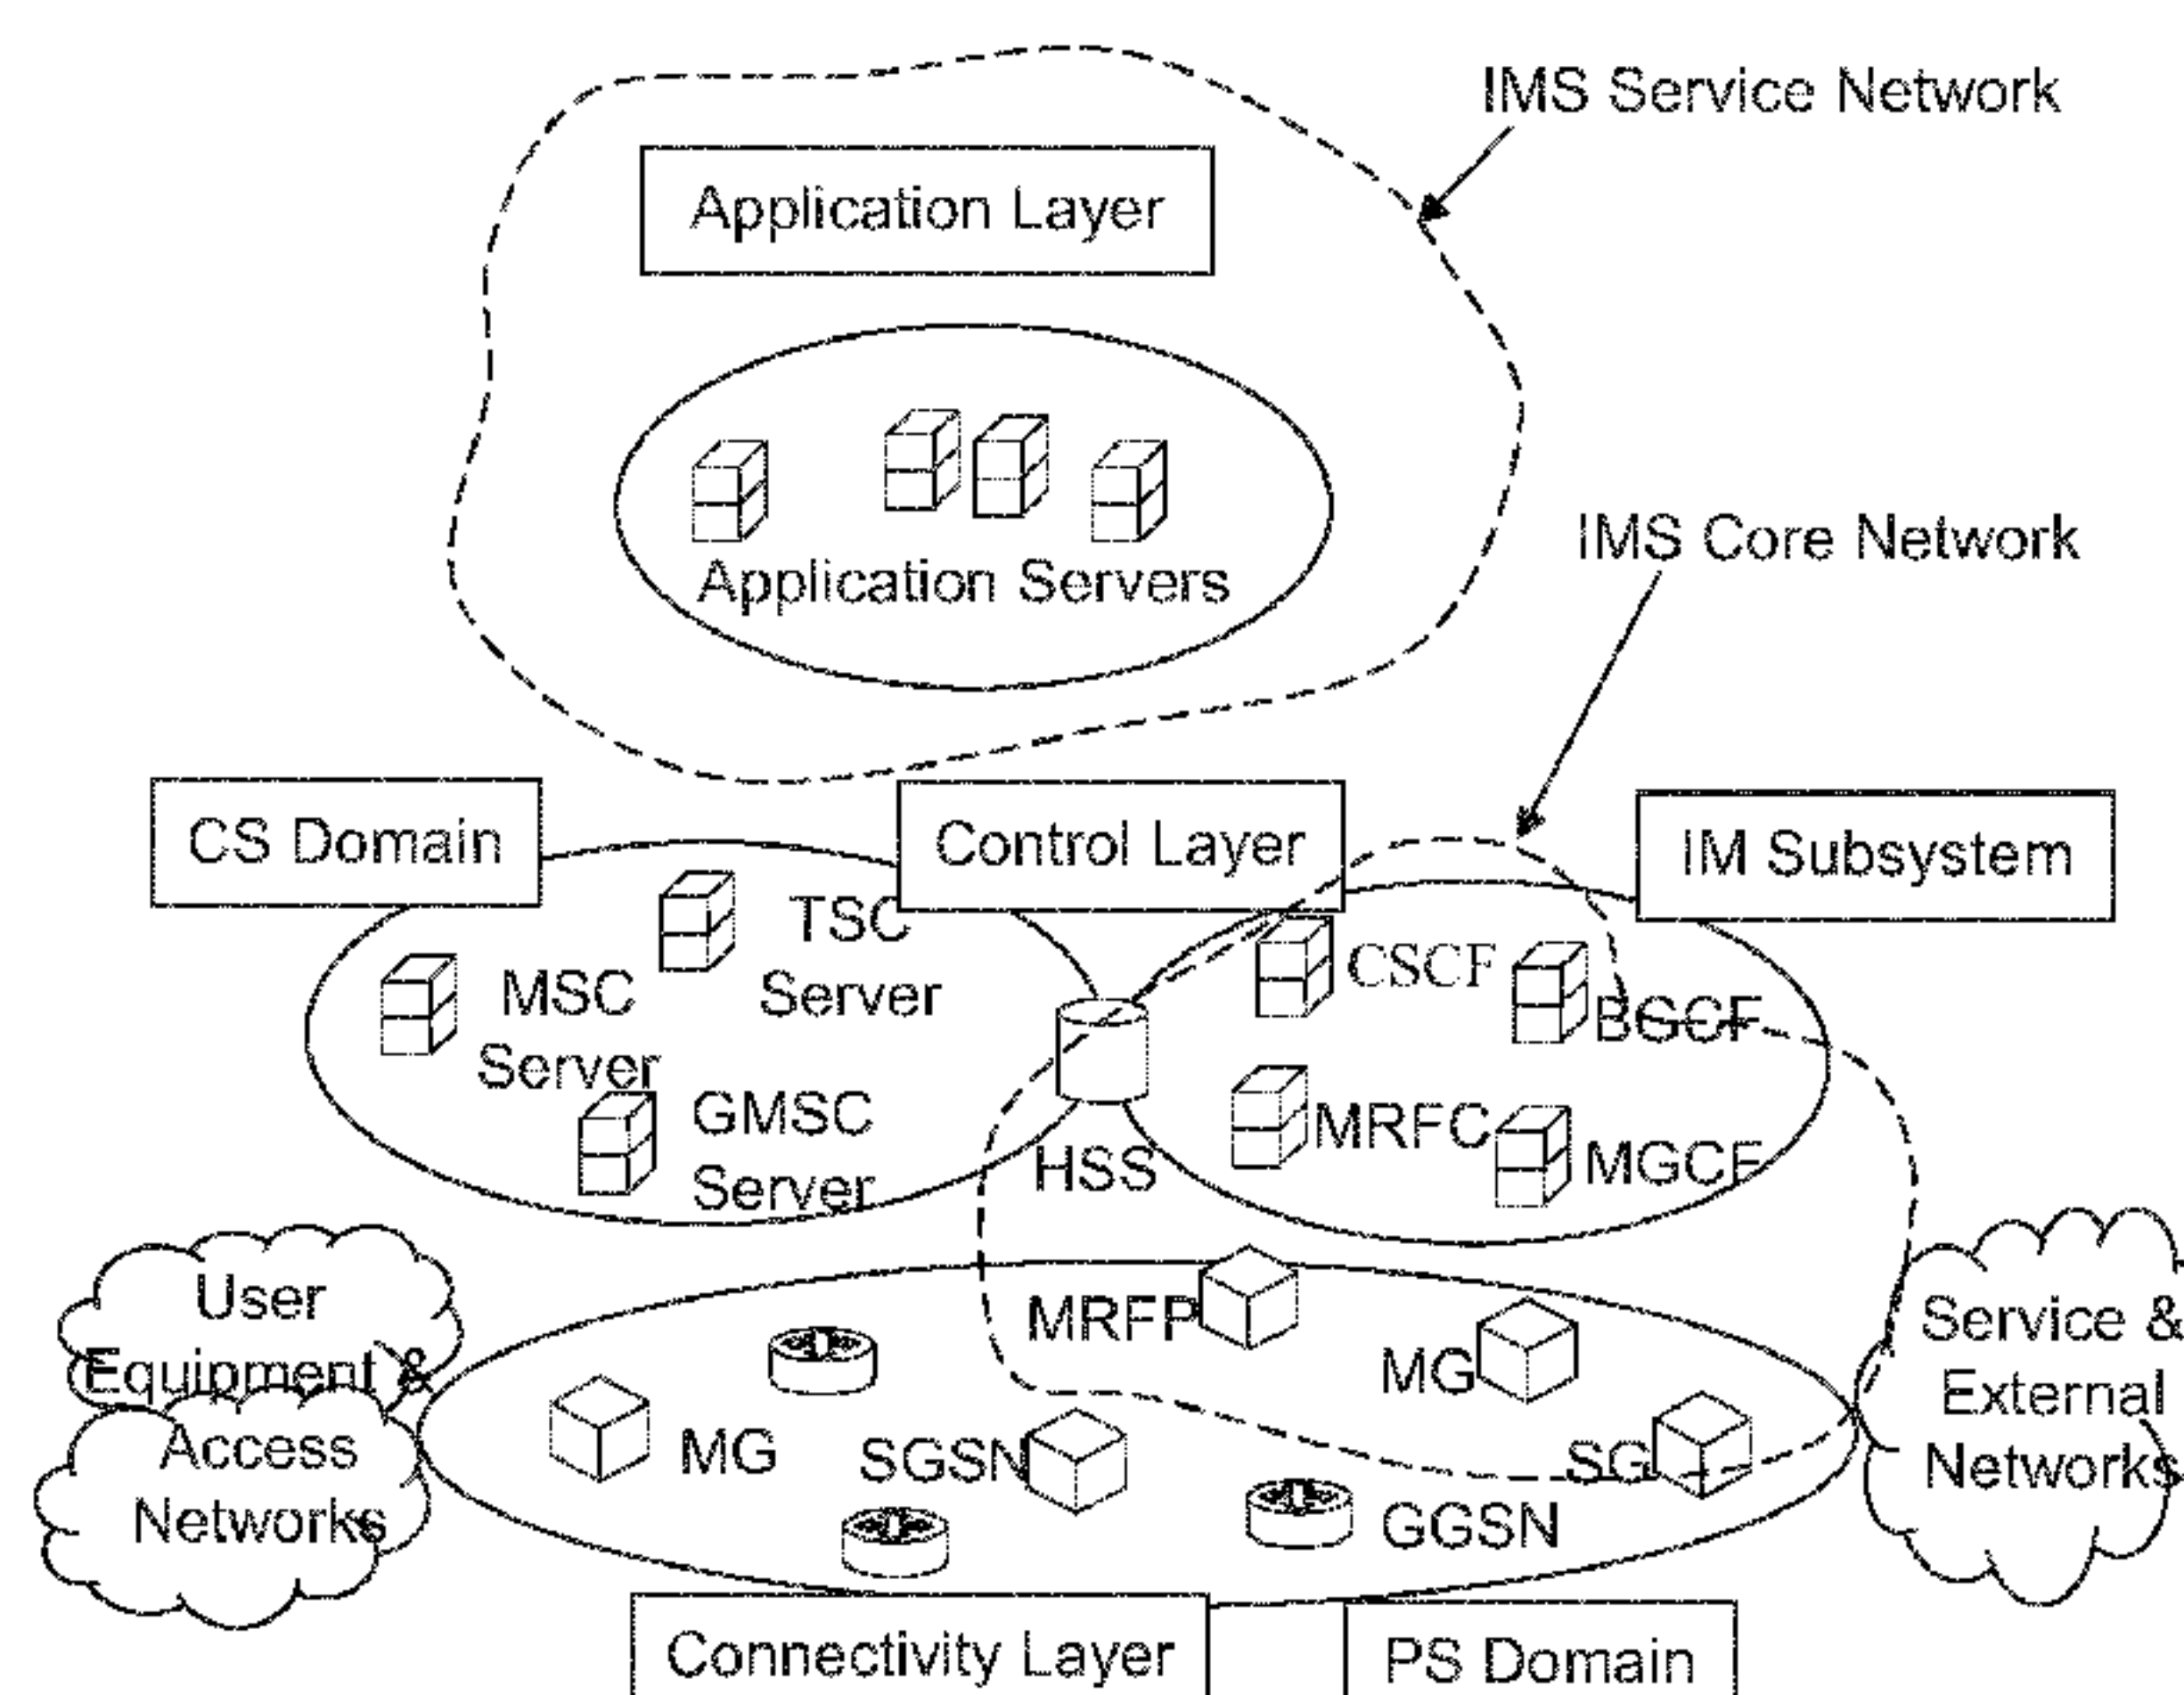 IMS Service Network
Application Layer
IMS Core Network
Application Servers
CS Domain
Control Layer
IM Subsystem
TSC
Server
MSC
Server
GMSC
Server
CSCF
BGCF
HSS
MRFC
MGCF
User
Equipment &
Access
Networks
MRFP
MG
MG
SGSN
SG
GGSN
Service &
External
Networks
Connectivity Layer
PS Domain